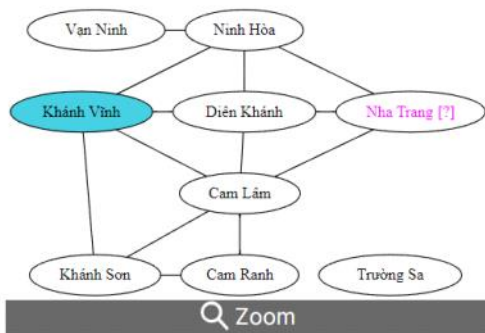 Vạn Ninh
Ninh Hòa
Khánh Vĩnh
Diên Khánh
Nha Trang [?]
Cam Lâm
Khánh Sơn
Cam Ranh
Trường Sa
Zoom